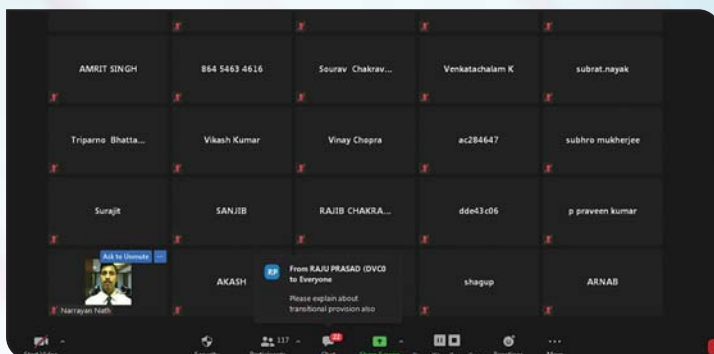 AMRIT SINGH
864 5463 4616
Sourav Chakrav...
Venkatachalam K
subrat.nayak
Triparno Bhatta...
Vikash Kumar
Vinay Chopra
ac284647
subhro mukherjee
Surajit
SANJIB
RAJIB CHAKRA...
dde43c06
p praveen kumar
Ask to Unmute ...
Narrayan Nath
AKASH
RP
From RAJU PRASAD (DVC0
to Everyone
Please explain about
transitional provision also
shagup
ARNAB
117
22